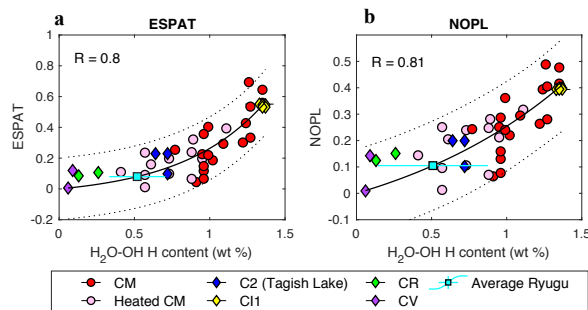 a
ESPAT
R = 0.8
ESPAT
0.8
0.6
0.4
0.2
0
-0.2
0
0.5
1
1.5
H₂O-OH H content (wt %)
b
NOPL
R = 0.81
NOPL
0.5
0.4
0.3
0.2
0.1
0
-0.1
0
0.5
1
1.5
H₂O-OH H content (wt %)
CM
C2 (Tagish Lake)
CR
Average Ryugu
Heated CM
CI1
CV